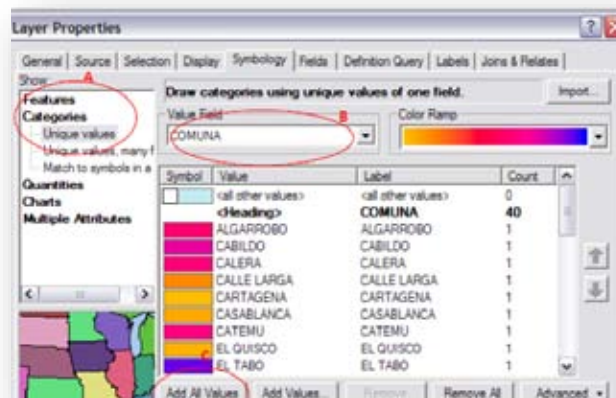 Layer Properties
General Source Selection Display Symbology Fields Definition Query Labels Joins & Relates
Show:
A
Features
Categories
Unique values
Unique values, many f
Match to symbols in a
Quantities
Charts
Multiple Attributes
Draw categories using unique values of one field.
Import...
Value Field
B
COMUNA
Color Ramp
Symbol Value Label Count
<all other values> <all other values> 0
<Heading> COMUNA 40
ALGARROBO ALGARROBO 1
CABILDO CABILDO 1
CALERA CALERA 1
CALLE LARGA CALLE LARGA 1
CARTAGENA CARTAGENA 1
CASABLANCA CASABLANCA 1
CATEMU CATEMU 1
EL QUISCO EL QUISCO 1
C
EL TABO EL TABO 1
Add All Values Add Values... Remove Remove All Advanced